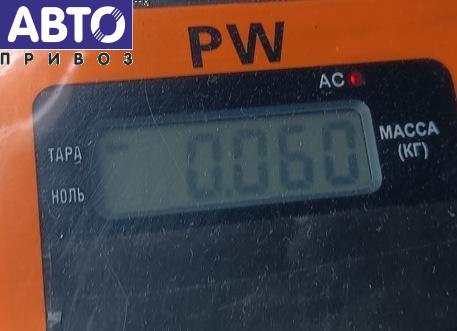 АВТО
ПРИВОЗ
PW
AC
ТАРА
0.060
МАССА
(КГ)
НОЛЬ